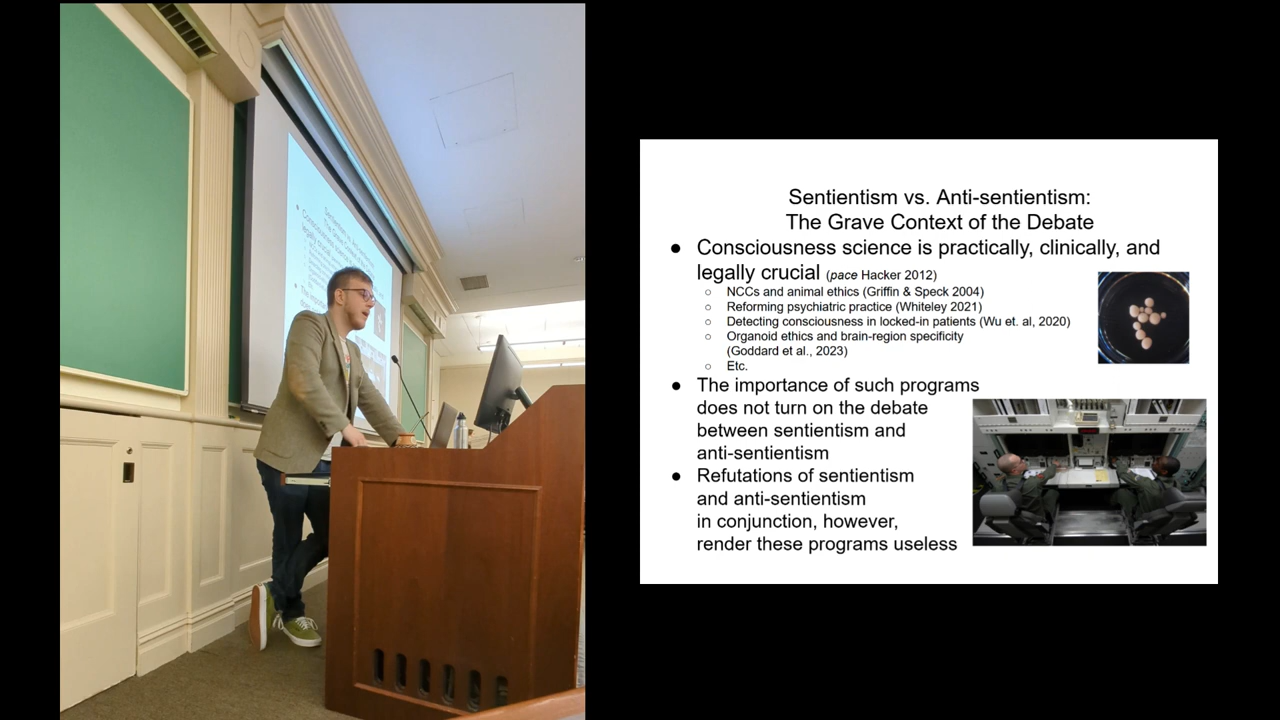 Sentientism vs. Anti-sentientism:
The Grave Context of the Debate
● Consciousness science is practically, clinically, and
legally crucial (pace Hacker 2012)
○ NCCs and animal ethics (Griffin & Speck 2004)
○ Reforming psychiatric practice (Whiteley 2021)
○ Detecting consciousness in locked-in patients (Wu et. al, 2020)
○ Organoid ethics and brain-region specificity
(Goddard et al., 2023)
○ Etc.
● The importance of such programs
does not turn on the debate
between sentientism and
anti-sentientism
● Refutations of sentientism
and anti-sentientism
in conjunction, however,
render these programs useless